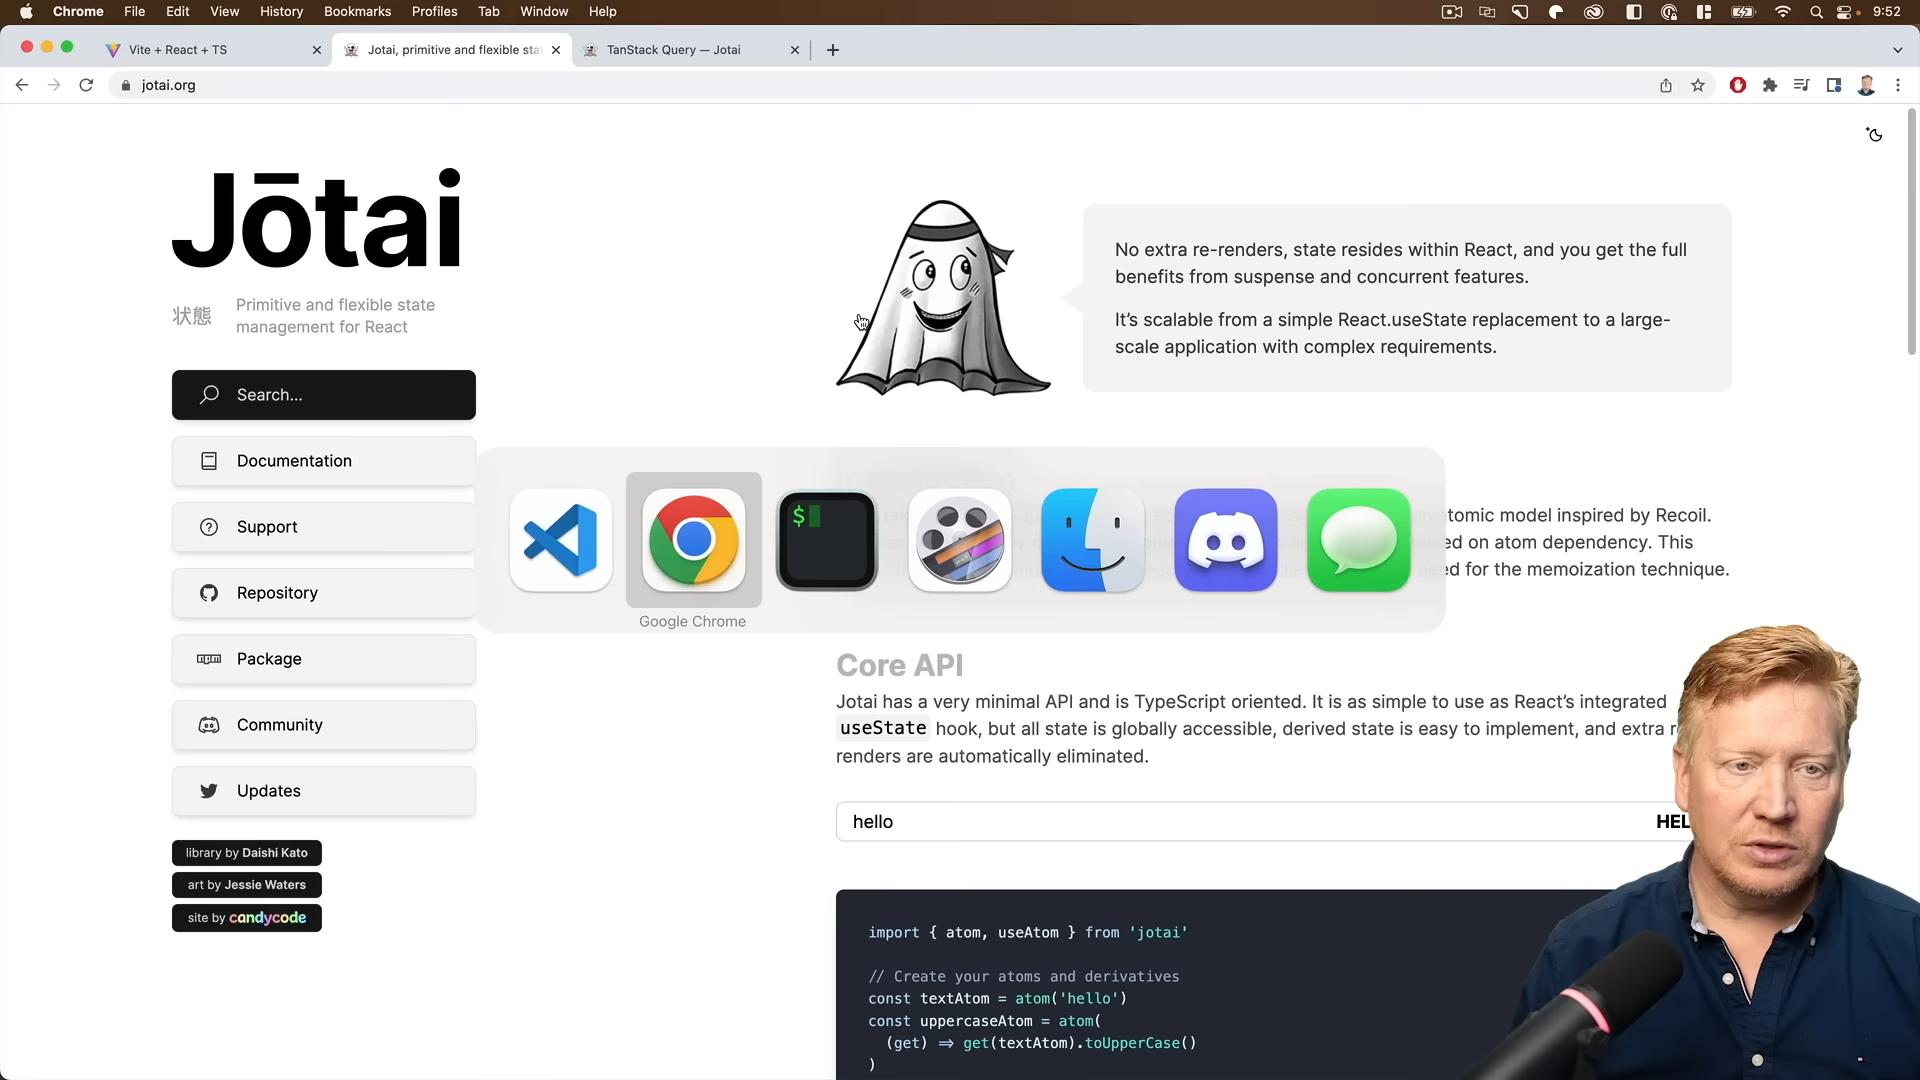 Chrome File Edit View History Bookmarks Profiles Tab Window Help 9:52
Vite + React + TS
Jotai, primitive and flexible sta
TanStack Query — Jotai
jotai.org
Jōtai
状態
Primitive and flexible state
management for React
Search...
Documentation
Support
Repository
Package
Community
Updates
library by Daishi Kato
art by Jessie Waters
site by candycode
No extra re-renders, state resides within React, and you get the full
benefits from suspense and concurrent features.
It's scalable from a simple React.useState replacement to a large-
scale application with complex requirements.
tomic model inspired by Recoil.
ed on atom dependency. This
ed for the memoization technique.
$
Google Chrome
Core API
Jotai has a very minimal API and is TypeScript oriented. It is as simple to use as React's integrated
useState hook, but all state is globally accessible, derived state is easy to implement, and extra r
renders are automatically eliminated.
hello
HEL
import { atom, useAtom } from 'jotai'
// Create your atoms and derivatives
const textAtom = atom('hello')
const uppercaseAtom = atom(
(get) ⇒ get(textAtom).toUpperCase()
)